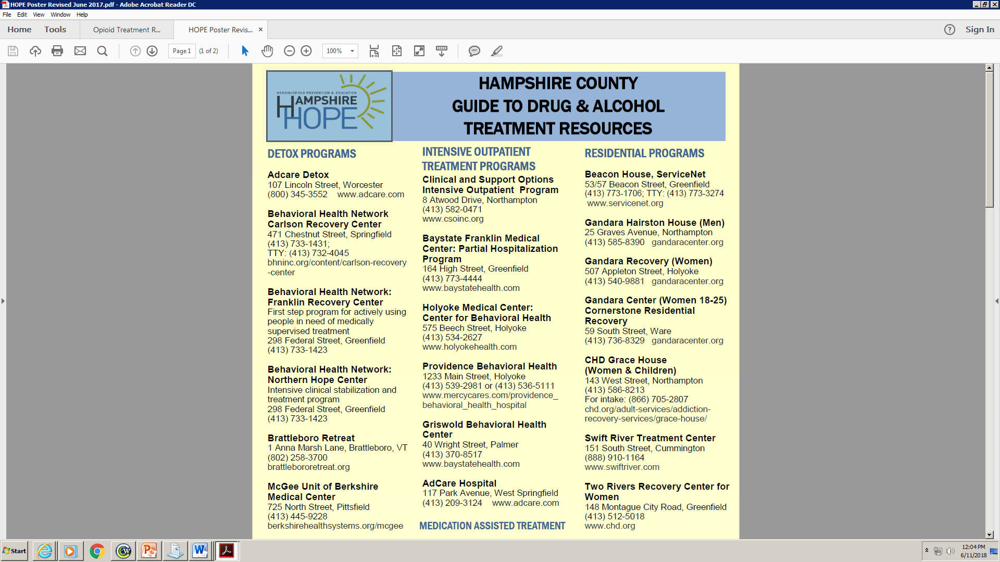 HOPE Poster Revised June 2017.pdf - Adobe Acrobat Reader DC
File Edit View Window Help
Home Tools Opioid Treatment R... HOPE Poster Revis... × ? Sign In
Page 1 (1 of 2) 100%
HEROIN/OPIOID PREVENTION & EDUCATION
HAMPSHIRE
HOPE
HAMPSHIRE COUNTY
GUIDE TO DRUG & ALCOHOL
TREATMENT RESOURCES
DETOX PROGRAMS
Adcare Detox
107 Lincoln Street, Worcester
(800) 345-3552 www.adcare.com
Behavioral Health Network
Carlson Recovery Center
471 Chestnut Street, Springfield
(413) 733-1431;
TTY: (413) 732-4045
bhninc.org/content/carlson-recovery
-center
Behavioral Health Network:
Franklin Recovery Center
First step program for actively using
people in need of medically
supervised treatment
298 Federal Street, Greenfield
(413) 733-1423
Behavioral Health Network:
Northern Hope Center
Intensive clinical stabilization and
treatment program
298 Federal Street, Greenfield
(413) 733-1423
Brattleboro Retreat
1 Anna Marsh Lane, Brattleboro, VT
(802) 258-3700
brattlebororetreat.org
McGee Unit of Berkshire
Medical Center
725 North Street, Pittsfield
(413) 445-9228
berkshirehealthsystems.org/mcgee
INTENSIVE OUTPATIENT
TREATMENT PROGRAMS
Clinical and Support Options
Intensive Outpatient Program
8 Atwood Drive, Northampton
(413) 582-0471
www.csoinc.org
Baystate Franklin Medical
Center: Partial Hospitalization
Program
164 High Street, Greenfield
(413) 773-4444
www.baystatehealth.com
Holyoke Medical Center:
Center for Behavioral Health
575 Beech Street, Holyoke
(413) 534-2627
www.holyokehealth.com
Providence Behavioral Health
1233 Main Street, Holyoke
(413) 539-2981 or (413) 536-5111
www.mercycares.com/providence_
behavioral_health_hospital
Griswold Behavioral Health
Center
40 Wright Street, Palmer
(413) 370-8517
www.baystatehealth.com
AdCare Hospital
117 Park Avenue, West Springfield
(413) 209-3124 www.adcare.com
MEDICATION ASSISTED TREATMENT
RESIDENTIAL PROGRAMS
Beacon House, ServiceNet
53/57 Beacon Street, Greenfield
(413) 773-1706; TTY: (413) 773-3274
www.servicenet.org
Gandara Hairston House (Men)
25 Graves Avenue, Northampton
(413) 585-8390 gandaracenter.org
Gandara Recovery (Women)
507 Appleton Street, Holyoke
(413) 540-9881 gandaracenter.org
Gandara Center (Women 18-25)
Cornerstone Residential
Recovery
59 South Street, Ware
(413) 736-8329 gandaracenter.org
CHD Grace House
(Women & Children)
143 West Street, Northampton
(413) 586-8213
For intake: (866) 705-2807
chd.org/adult-services/addiction-
recovery-services/grace-house/
Swift River Treatment Center
151 South Street, Cummington
(888) 910-1164
www.swiftriver.com
Two Rivers Recovery Center for
Women
148 Montague City Road, Greenfield
(413) 512-5018
www.chd.org
Start
12:04 PM
6/11/2018